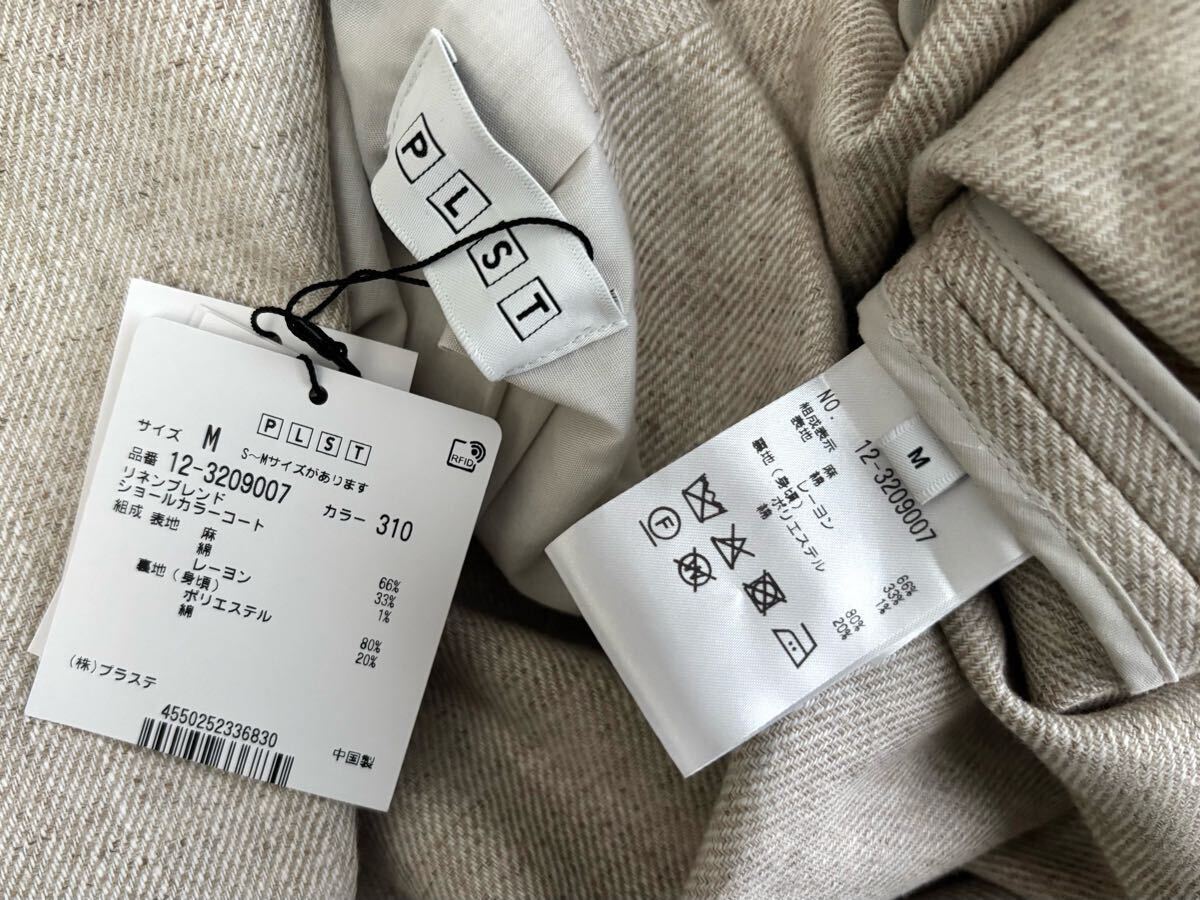 PLST
PLST
RFID
サイズ M
S～Mサイズがあります
品番 12-3209007
カラー 310
リネンブレンド
ショールカラーコート
組成 表地 麻 66%
綿 33%
レーヨン 1%
裏地(身頃)
ポリエステル 80%
綿 20%
(株)プラステ
4550252336830
中国製
M
NO. 12-3209007
組成表示
表地 麻 66%
綿 33%
レーヨン 1%
裏地(身頃)
ポリエステル 80%
綿 20%
F
W